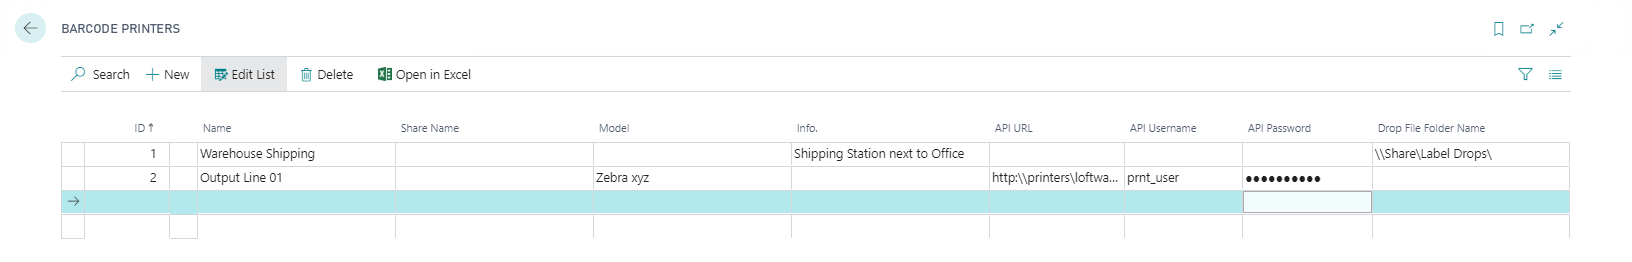 BARCODE PRINTERS
Search New Edit List Delete Open in Excel
ID↑ Name Share Name Model Info. API URL API Username API Password Drop File Folder Name
1 Warehouse Shipping Shipping Station next to Office \\Share\Label Drops\
2 Output Line 01 Zebra xyz http:\\printers\loftwa... prnt_user ●●●●●●●●●●